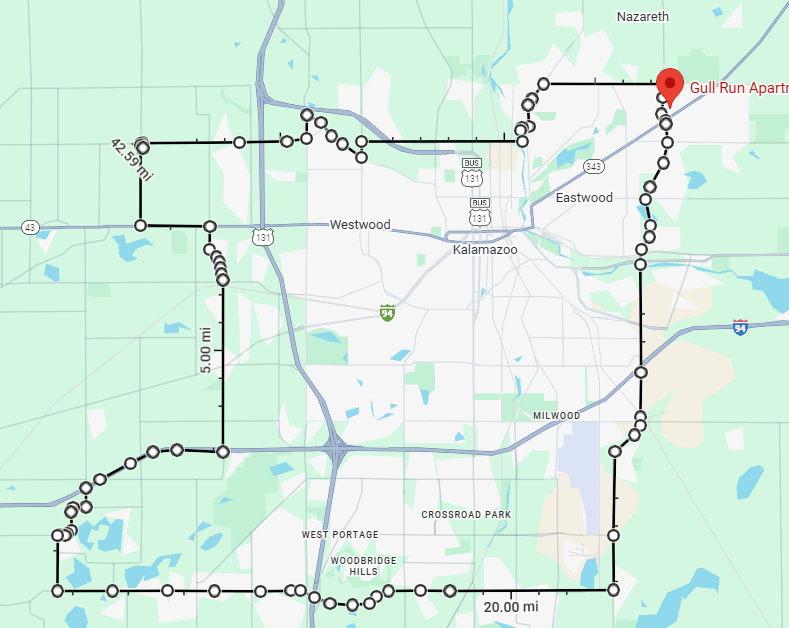 Nazareth
Gull Run Apartr
42.59 mi
BUS
131
343
BUS
131
Eastwood
43
Westwood
131
Kalamazoo
94
94
5.00 mi
MILWOOD
CROSSROAD PARK
WEST PORTAGE
WOODBRIDGE
HILLS
20.00 mi